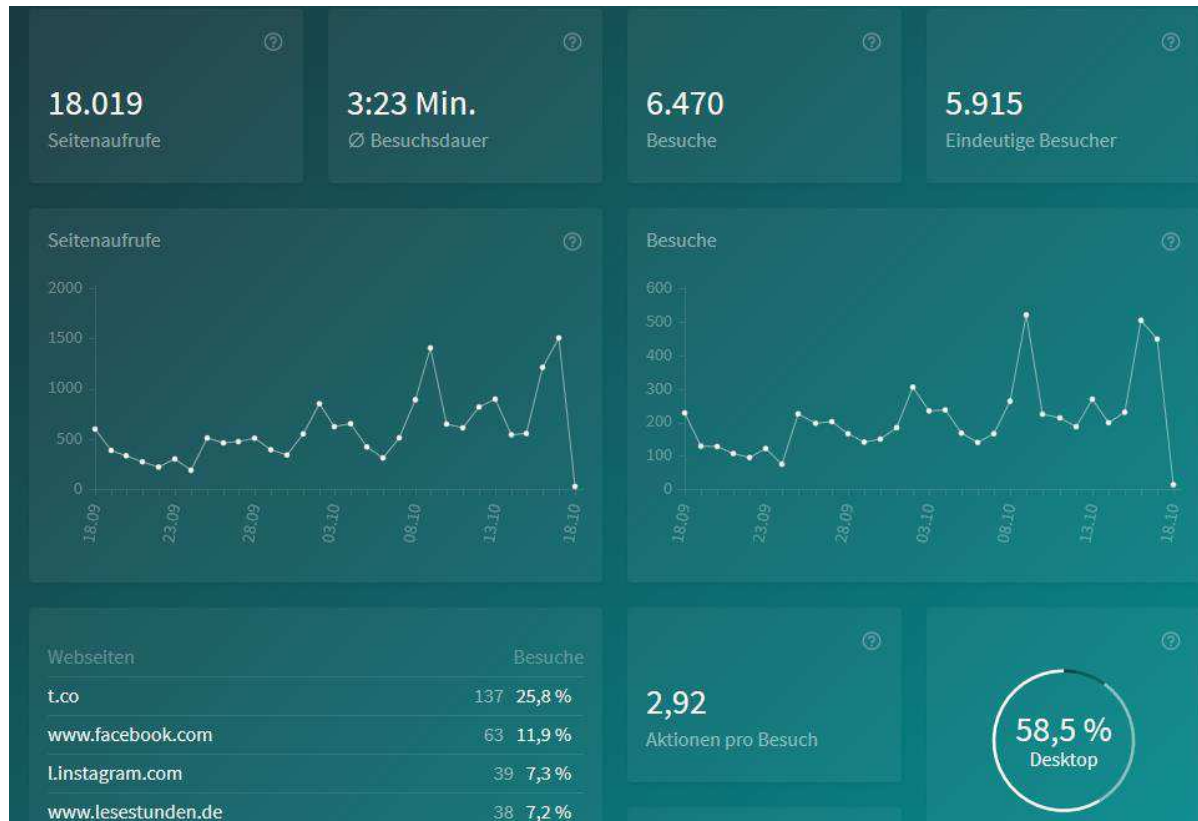 18.019
Seitenaufrufe
3:23 Min.
Ø Besuchsdauer
6.470
Besuche
5.915
Eindeutige Besucher
Seitenaufrufe
2000
1500
1000
500
0
18.09
23.09
28.09
03.10
08.10
13.10
18.10
Besuche
600
500
400
300
200
100
0
18.09
23.09
28.09
03.10
08.10
13.10
18.10
Webseiten Besuche
t.co 137 25,8 %
www.facebook.com 63 11,9 %
l.instagram.com 39 7,3 %
www.lesestunden.de 38 7,2 %
2,92
Aktionen pro Besuch
58,5 %
Desktop